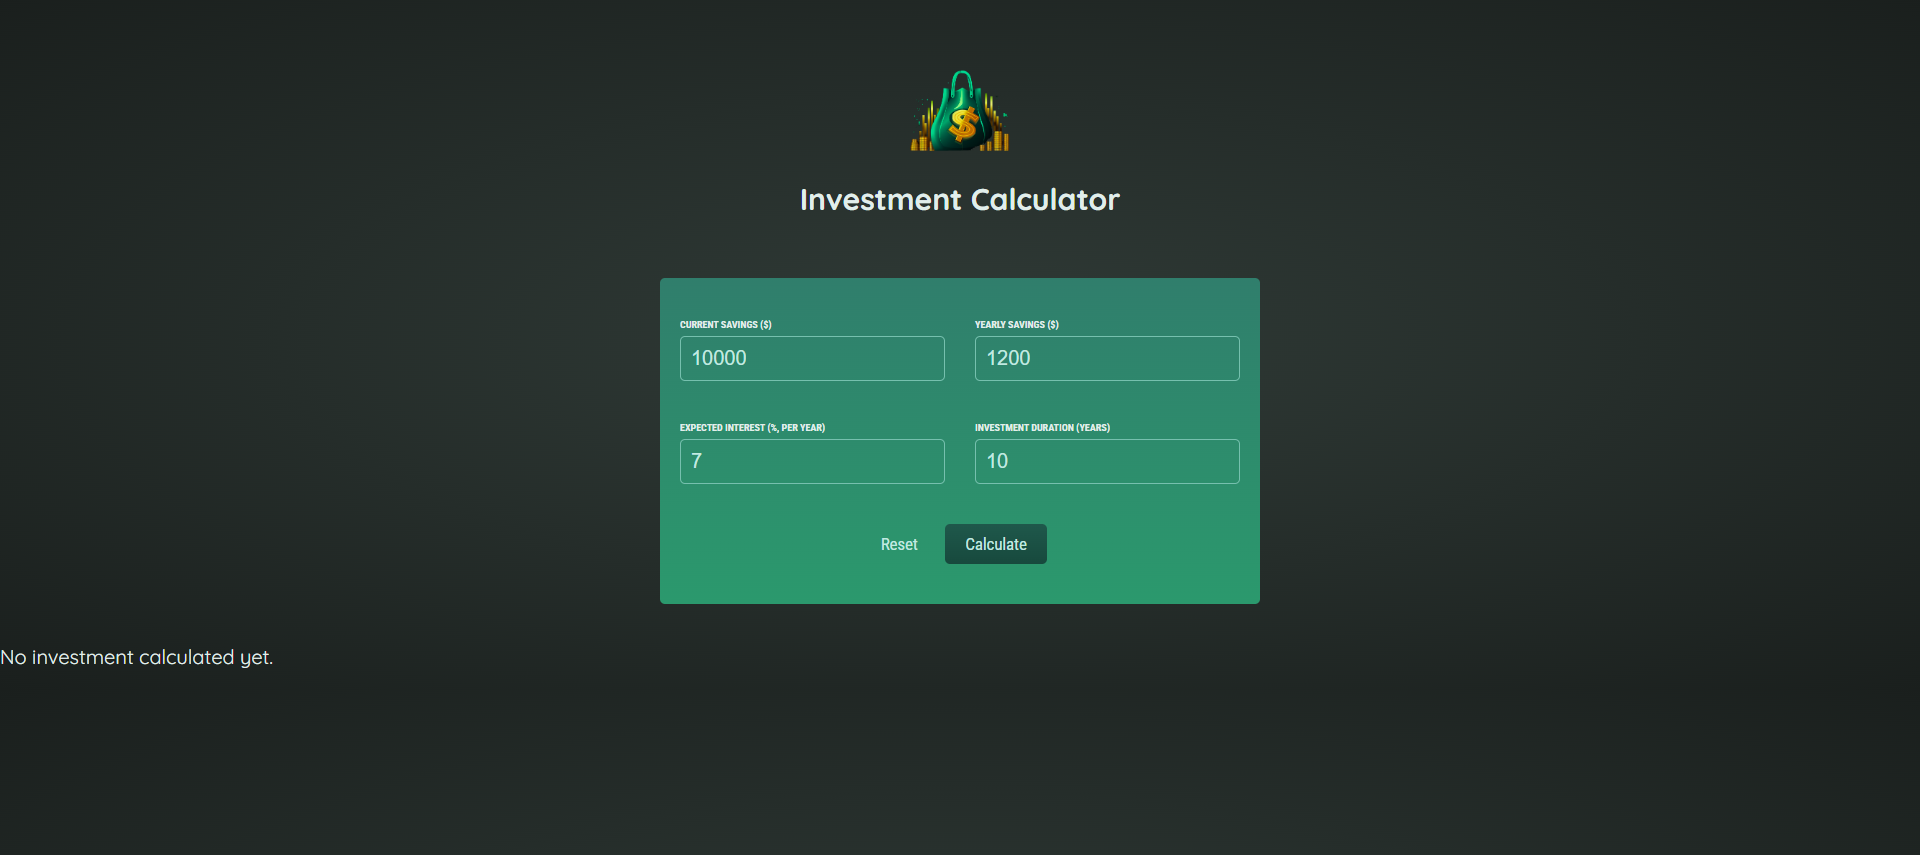 $
Investment Calculator
CURRENT SAVINGS ($)
YEARLY SAVINGS ($)
10000
1200
EXPECTED INTEREST (%, PER YEAR)
INVESTMENT DURATION (YEARS)
7
10
Reset
Calculate
No investment calculated yet.